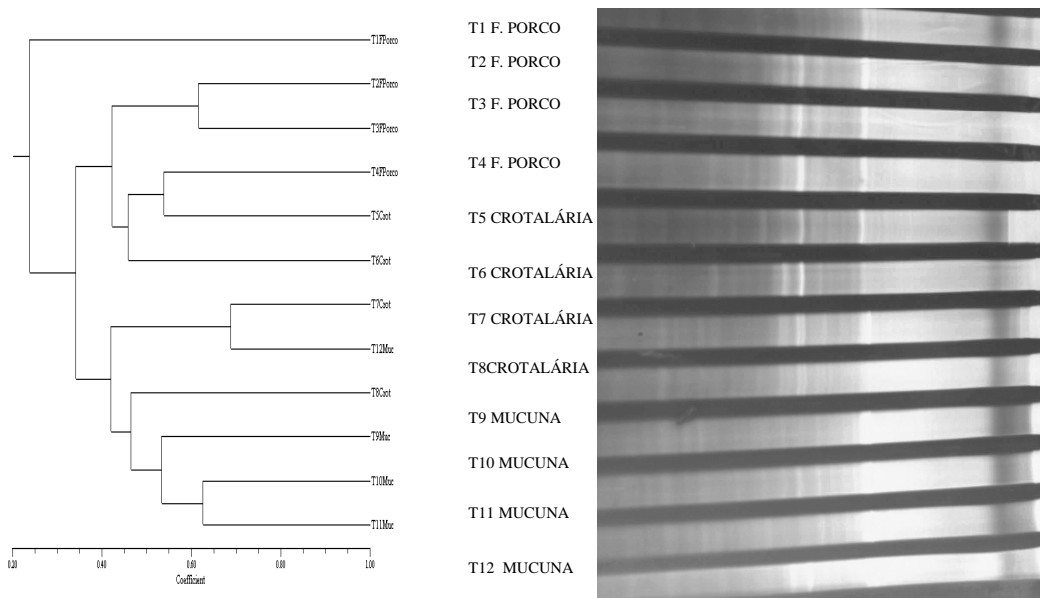 T1FPorco
T2FPorco
T3FPorco
T4FPorco
T5Crot
T6Crot
T7Crot
T12Muc
T8Crot
T9Muc
T10Muc
T11Muc
0.20 0.40 0.60 0.80 1.00
Coefficient
T1 F. PORCO
T2 F. PORCO
T3 F. PORCO
T4 F. PORCO
T5 CROTALÁRIA
T6 CROTALÁRIA
T7 CROTALÁRIA
T8CROTALÁRIA
T9 MUCUNA
T10 MUCUNA
T11 MUCUNA
T12 MUCUNA